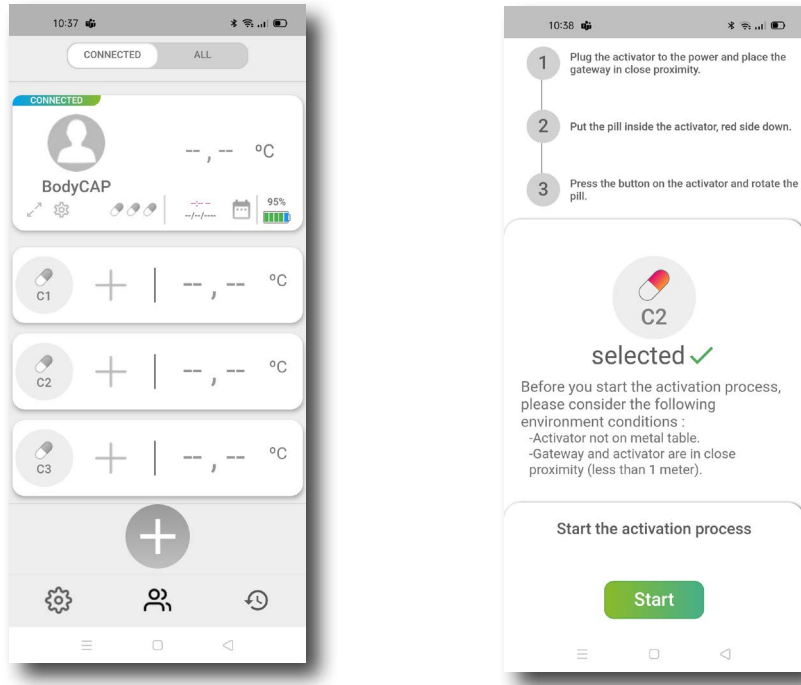 10:37
CONNECTED ALL
CONNECTED
-- , -- ºC
BodyCAP
--:--
--/--/----
95%
C1 -- , -- ºC
C2 -- , -- ºC
C3 -- , -- ºC
10:38
1 Plug the activator to the power and place the
gateway in close proximity.
2 Put the pill inside the activator, red side down.
3 Press the button on the activator and rotate the
pill.
C2
selected
Before you start the activation process,
please consider the following
environment conditions :
-Activator not on metal table.
-Gateway and activator are in close
proximity (less than 1 meter).
Start the activation process
Start